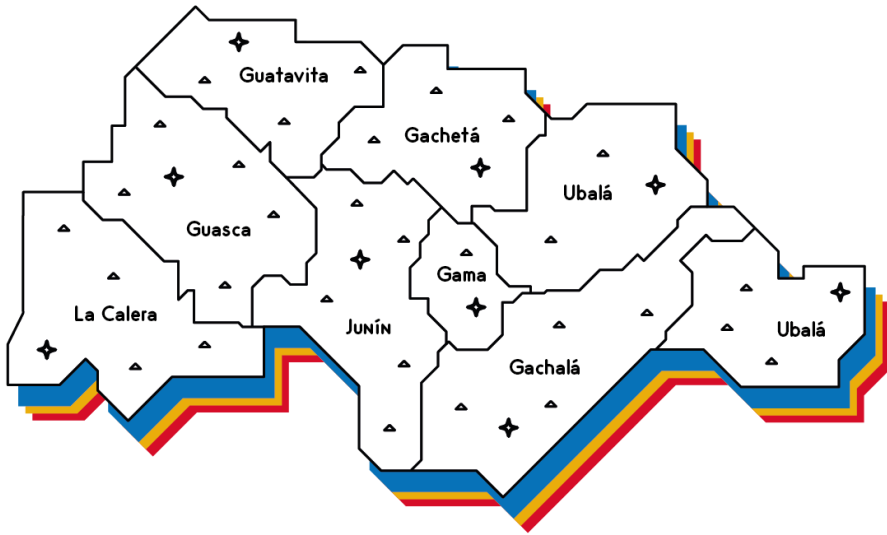 Guatavita
Gachetá
Ubalá
Guasca
Gama
La Calera
Junín
Ubalá
Gachalá